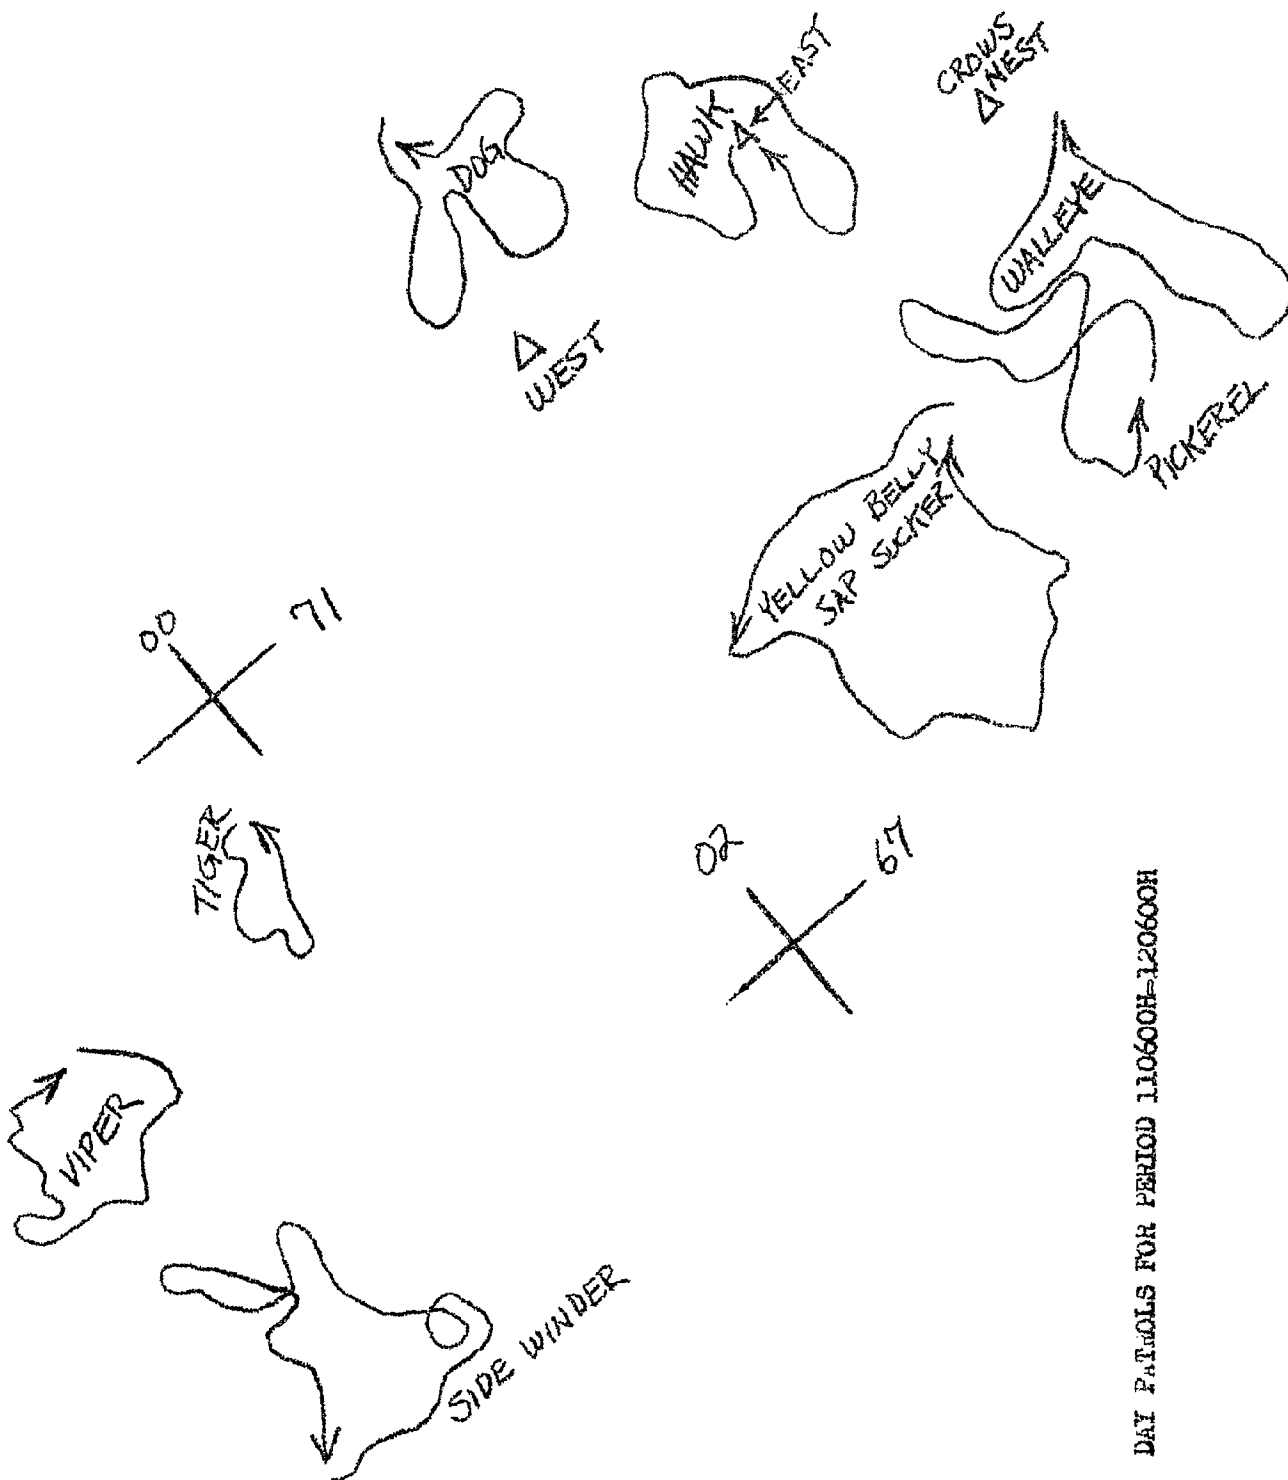 CROWS
NEST
EAST
HAWK
DOG
WALLEYE
WEST
PICKEREL
YELLOW BELLY
SAP SUCKER
00
71
TIGER
02
67
VIPER
SIDE WINDER
DAY PATROLS FOR PERIOD 110600H-120600H